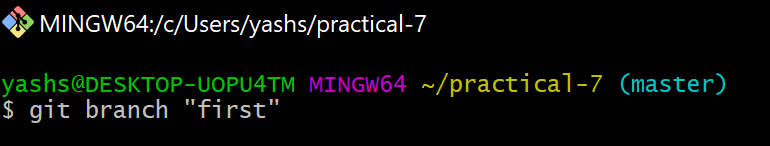 MINGW64:/c/Users/yashs/practical-7
yashs@DESKTOP-UOPU4TM MINGW64 ~/practical-7 (master)
$ git branch "first"